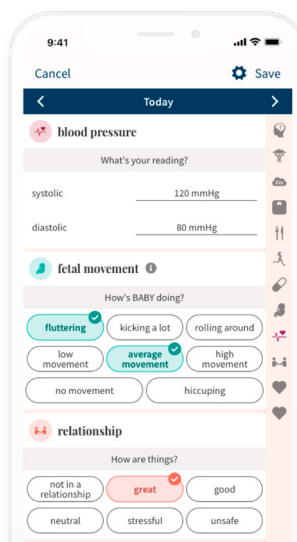 9:41
Cancel Save
Today
blood pressure
What's your reading?
systolic 120 mmHg
diastolic 80 mmHg
fetal movement
How's BABY doing?
fluttering kicking a lot rolling around
low movement average movement high movement
no movement hiccuping
relationship
How are things?
not in a relationship great good
neutral stressful unsafe